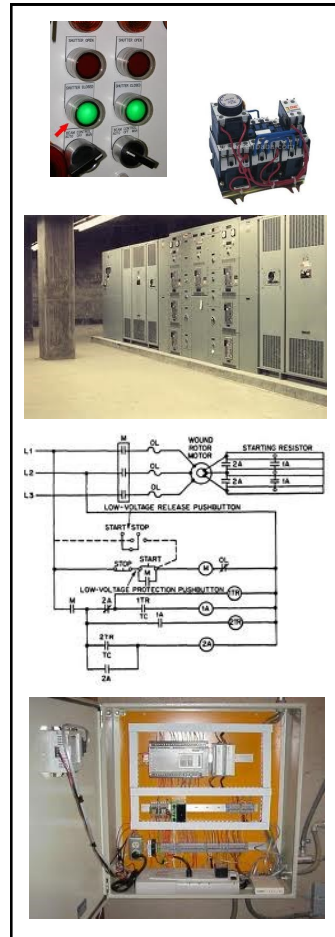 SHUTTER OPEN
SHUTTER OPEN
SHUTTER CLOSED
SHUTTER CLOSED
L1
L2
L3
M
OL
OL
OL
WOUND
ROTOR
MOTOR
STARTING RESISTOR
2A
1A
2A
1A
LOW-VOLTAGE RELEASE PUSHBUTTON
START STOP
STOP
START
M
M
OL
LOW-VOLTAGE PROTECTION PUSHBUTTON
1TR
M
2A
1TR
TC
1A
1A
2TR
2TR
TC
2A
2A